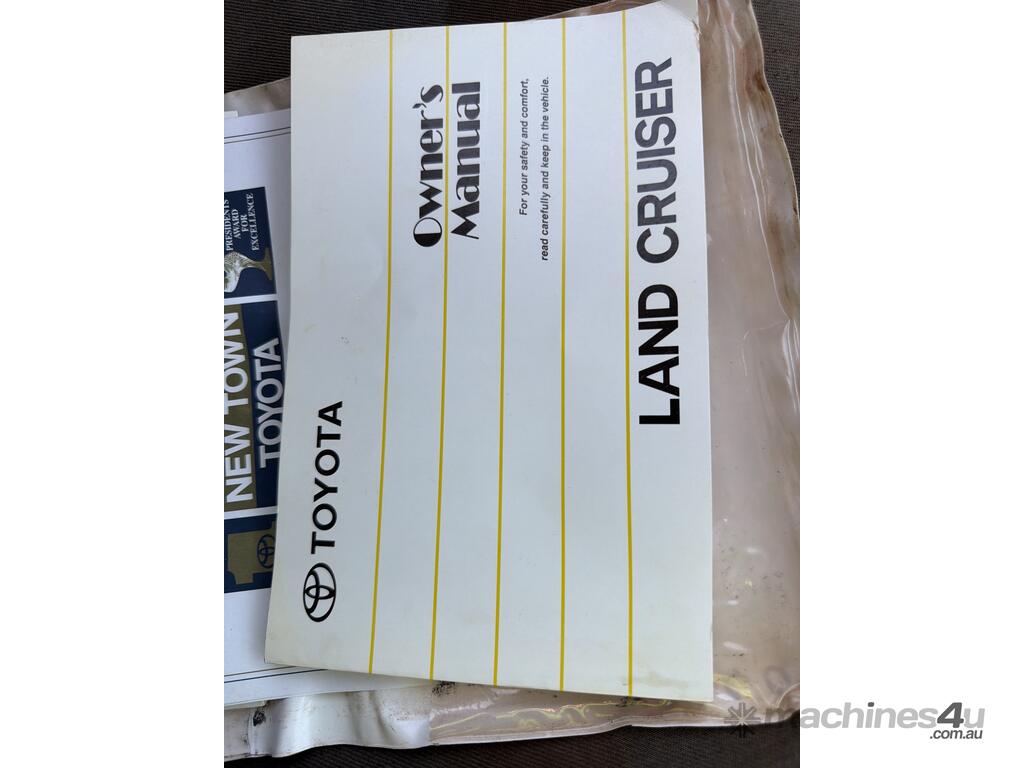 TOYOTA
Owner's
Manual
For your safety and comfort,
read carefully and keep in the vehicle.
LAND CRUISER
PRESIDENTS
AWARD
FOR
EXCELLENCE
NEW TOWN
TOYOTA
machines4u
.com.au